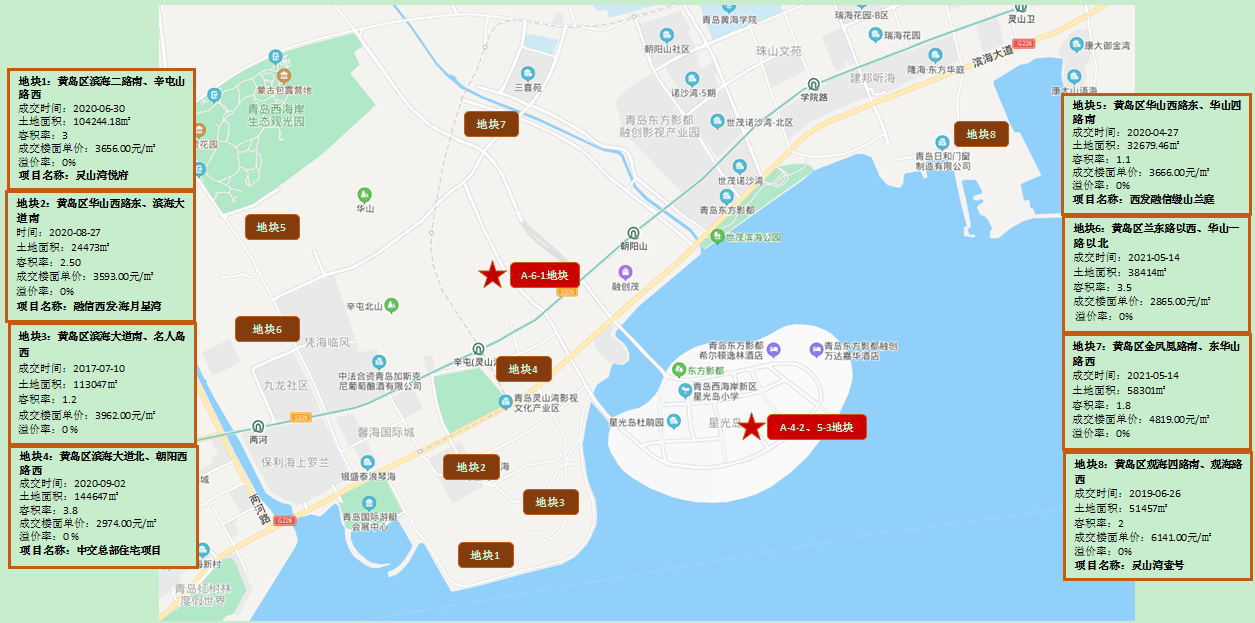 地块1：黄岛区滨海二路南、辛屯山
路西
成交时间：2020-06-30
土地面积：104244.18㎡
容积率：3
成交楼面单价：3656.00元/㎡
溢价率：0%
项目名称：灵山湾悦府
地块2：黄岛区华山西路东、滨海大
道南
时间：2020-08-27
土地面积：24473㎡
容积率：2.50
成交楼面单价：3593.00元/㎡
溢价率：0%
项目名称：融信西发·海月星湾
地块3：黄岛区滨海大道南、名人岛
西
成交时间：2017-07-10
土地面积：113047㎡
容积率：1.2
成交楼面单价：3962.00元/㎡
溢价率：0％
地块4：黄岛区滨海大道北、朝阳西
路西
成交时间：2020-09-02
土地面积：144647㎡
容积率：3.8
成交楼面单价：2974.00元/㎡
溢价率：0％
项目名称：中交总部住宅项目
青岛黄海学院
瑞海花园-B区
灵山卫
G228
滨海大道
康大御金湾
瑞海花园
朝阳山社区
珠山文苑
隆海·东方华庭
建邦听海
康大山语海
蒙古包露营地
三喜苑
诺沙湾-5期
学院路
青岛西海岸
生态观光园
地块7
青岛东方影都
融创影视产业园
世茂诺沙湾-北区
地块8
花园
青岛日和门窗
制造有限公司
世茂诺沙湾
华山
青岛东方影都
地块5
世茂滨海公园
朝阳山
A-6-1地块
融创茂
S329
辛屯北山
地块6
凭海临风
辛屯(灵山
地块4
中法合资青岛加斯克
尼葡萄酿酒有限公司
九龙社区
青岛灵山湾影视
文化产业区
S329
两河
馨海国际城
保利海上罗兰
银盛泰浪琴海
地块2
海
地块3
城
两河路
G228
青岛国际游艇
会展中心
地块1
海新村
青岛红树林
度假世界
青岛东方影都
希尔顿逸林酒店
青岛东方影都融创
万达嘉华酒店
东方影都
青岛西海岸新区
星光岛小学
星光岛杜鹃园
星光岛
A-4-2、5-3地块
地块5：黄岛区华山西路东、华山四
路南
成交时间：2020-04-27
土地面积：32679.46㎡
容积率：1.1
成交楼面单价：3666.00元/㎡
溢价率：0%
项目名称：西发融信缦山兰庭
地块6：黄岛区兰东路以西、华山一
路以北
成交时间：2021-05-14
土地面积：38414㎡
容积率：3.5
成交楼面单价：2865.00元/㎡
溢价率：0%
地块7：黄岛区金凤凰路南、东华山
路西
成交时间：2021-05-14
土地面积：58301㎡
容积率：1.8
成交楼面单价：4819.00元/㎡
溢价率：0%
地块8：黄岛区观海四路南、观海路
西
成交时间：2019-06-26
土地面积：51457㎡
容积率：2
成交楼面单价：6141.00元/㎡
溢价率：0%
项目名称：灵山湾壹号